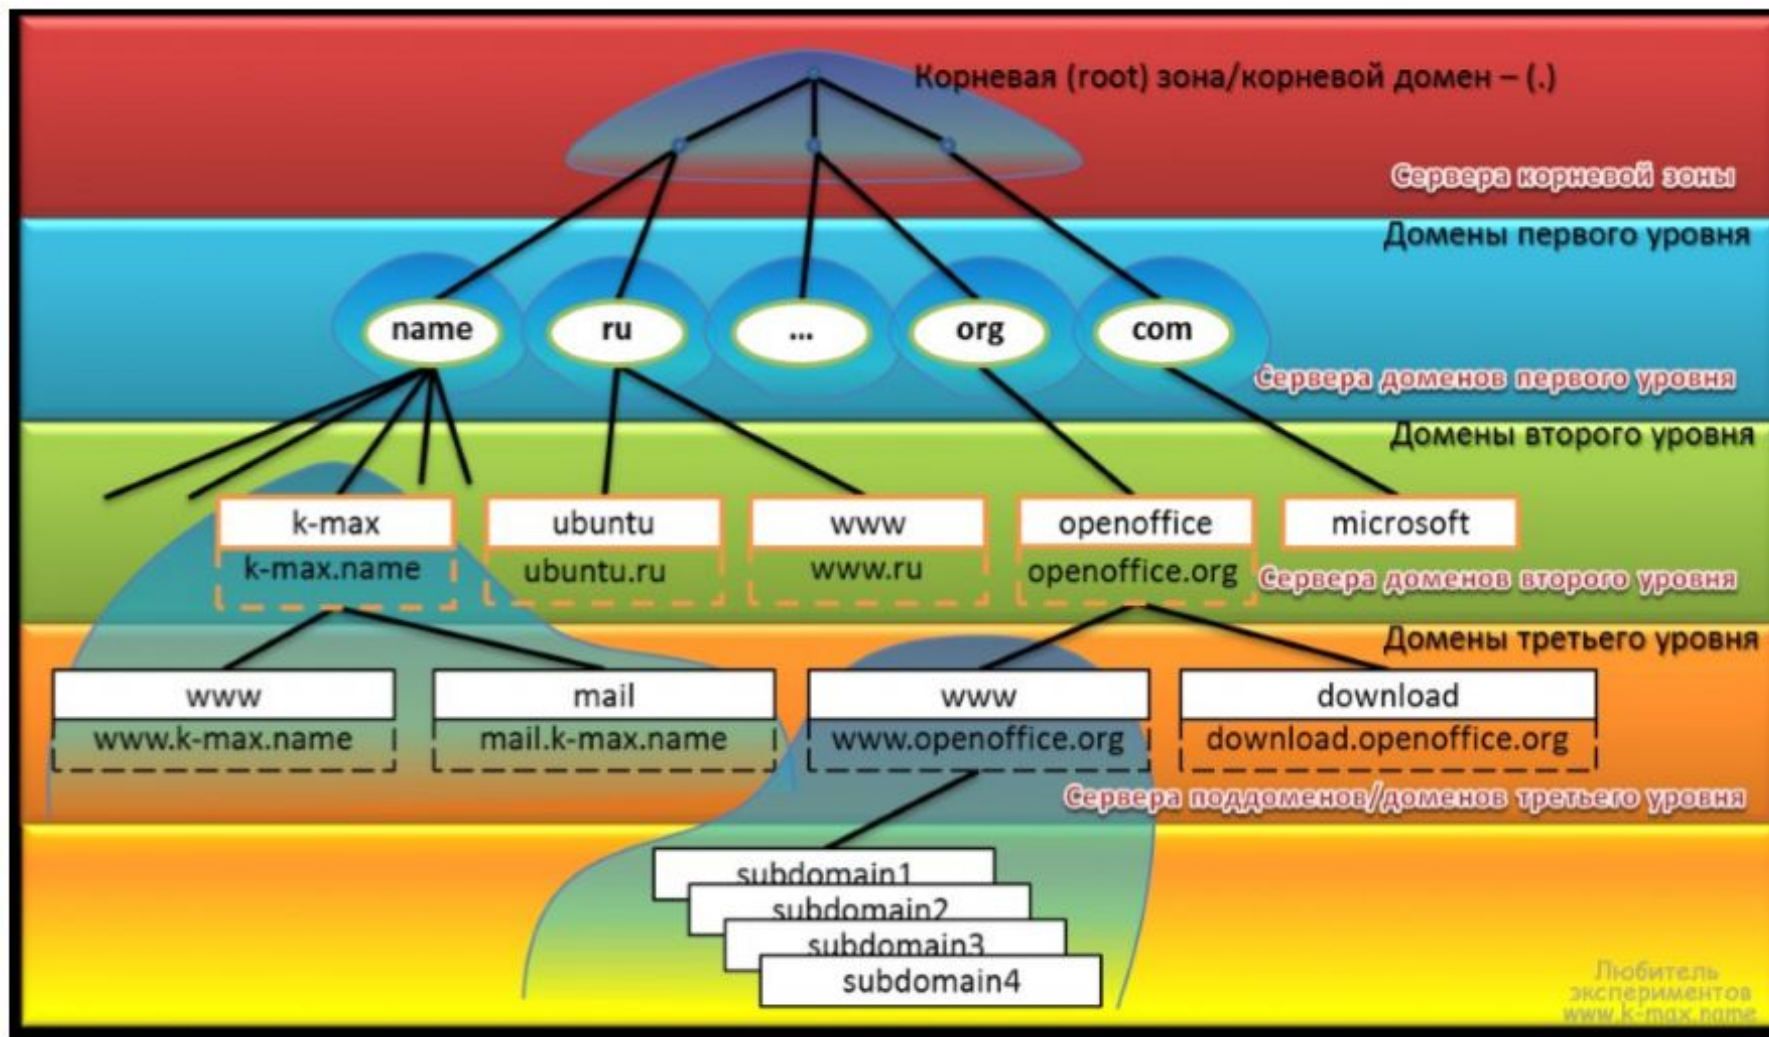 Корневая (root) зона/корневой домен – (.)
Сервера корневой зоны
Домены первого уровня
name
ru
...
org
com
Сервера доменов первого уровня
Домены второго уровня
k-max
ubuntu
www
openoffice
microsoft
k-max.name
ubuntu.ru
www.ru
openoffice.org
Сервера доменов второго уровня
Домены третьего уровня
www
mail
www
download
www.k-max.name
mail.k-max.name
www.openoffice.org
download.openoffice.org
Сервера поддоменов/доменов третьего уровня
subdomain1
subdomain2
subdomain3
subdomain4
Любитель
экспериментов
www.k-max.name